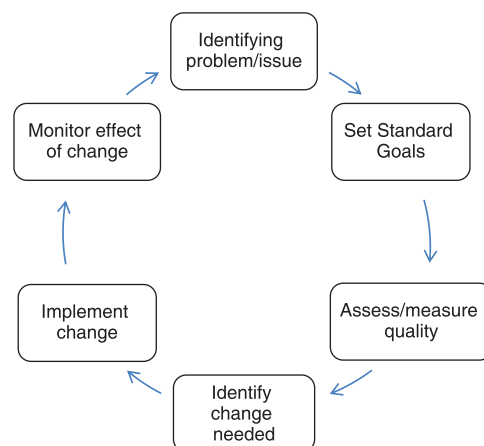 Identifying
problem/issue
Set Standard
Goals
Assess/measure
quality
Identify
change
needed
Implement
change
Monitor effect
of change